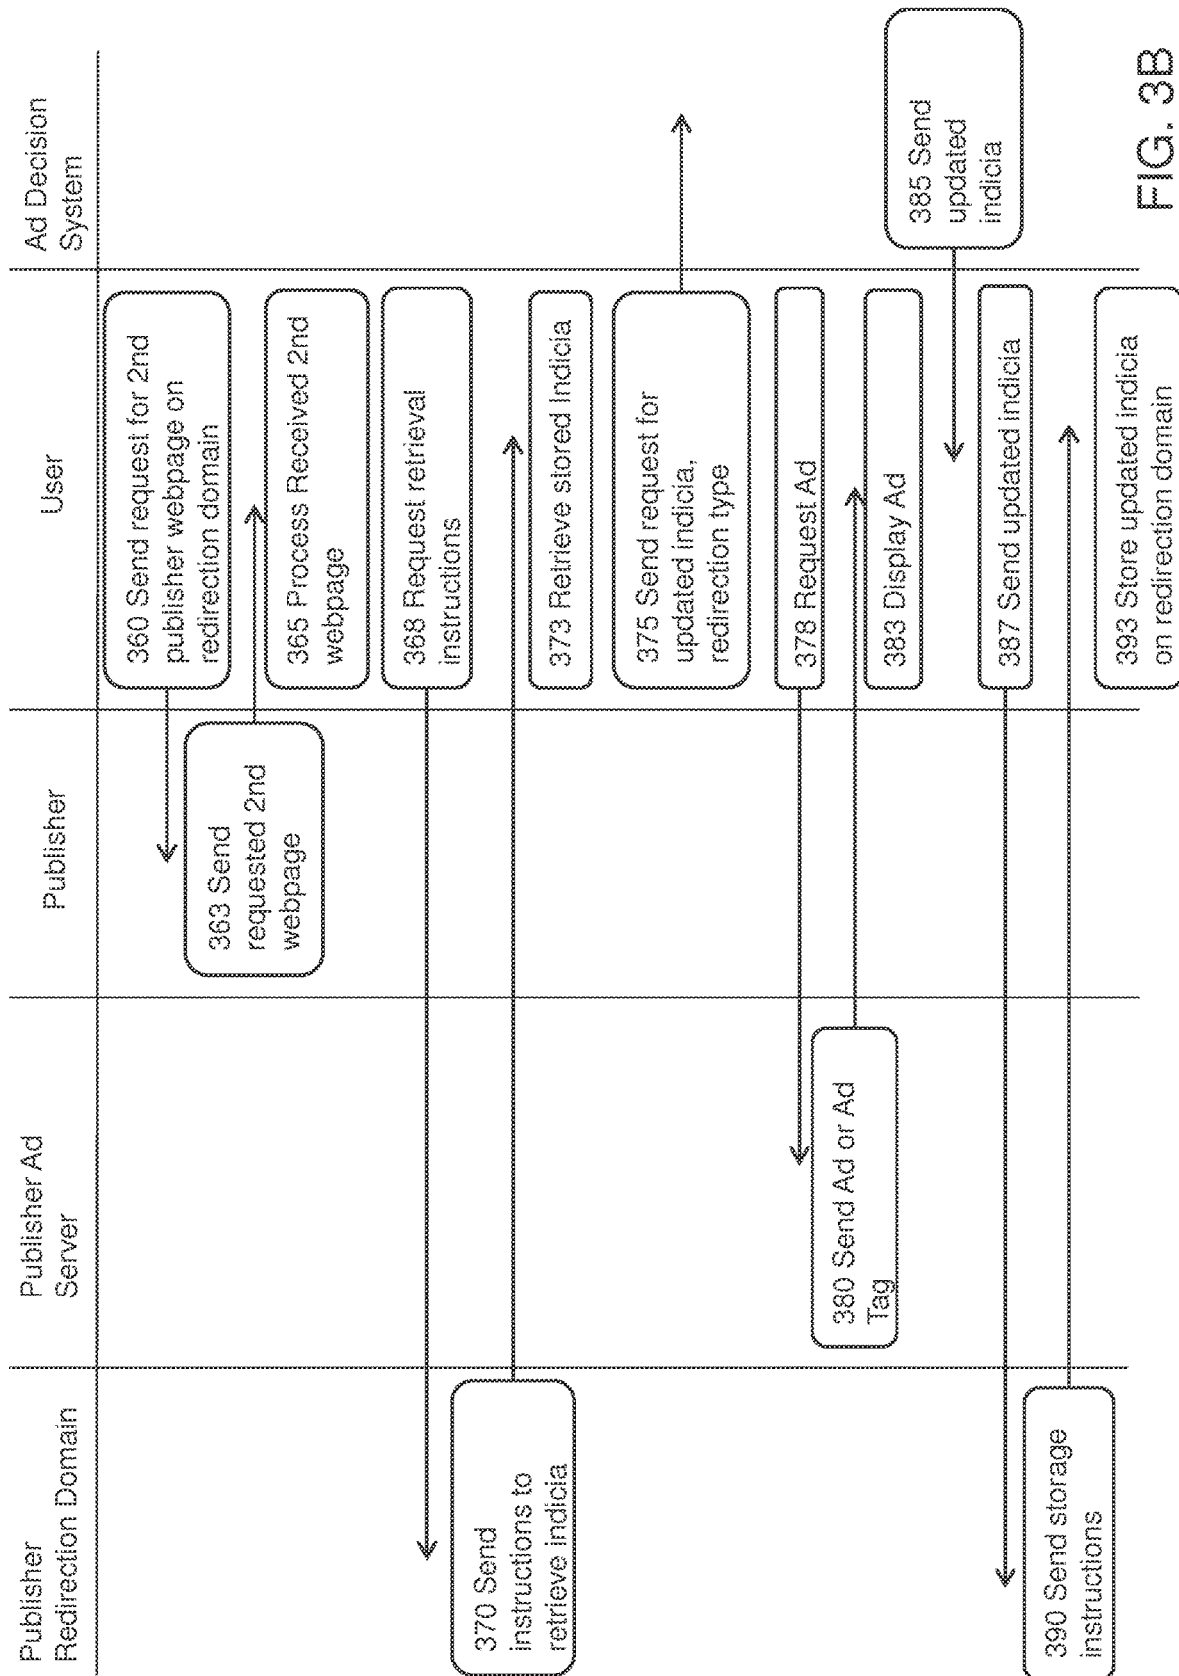 Publisher
Redirection Domain
Publisher Ad
Server
Publisher
User
Ad Decision
System
360 Send request for 2nd
publisher webpage on
redirection domain
363 Send
requested 2nd
webpage
365 Process Received 2nd
webpage
368 Request retrieval
instructions
370 Send
instructions to
retrieve indicia
373 Retrieve stored Indicia
375 Send request for
updated indicia,
redirection type
378 Request Ad
380 Send Ad or Ad
Tag
383 Display Ad
385 Send
updated
indicia
387 Send updated indicia
390 Send storage
instructions
393 Store updated indicia
on redirection domain
FIG. 3B